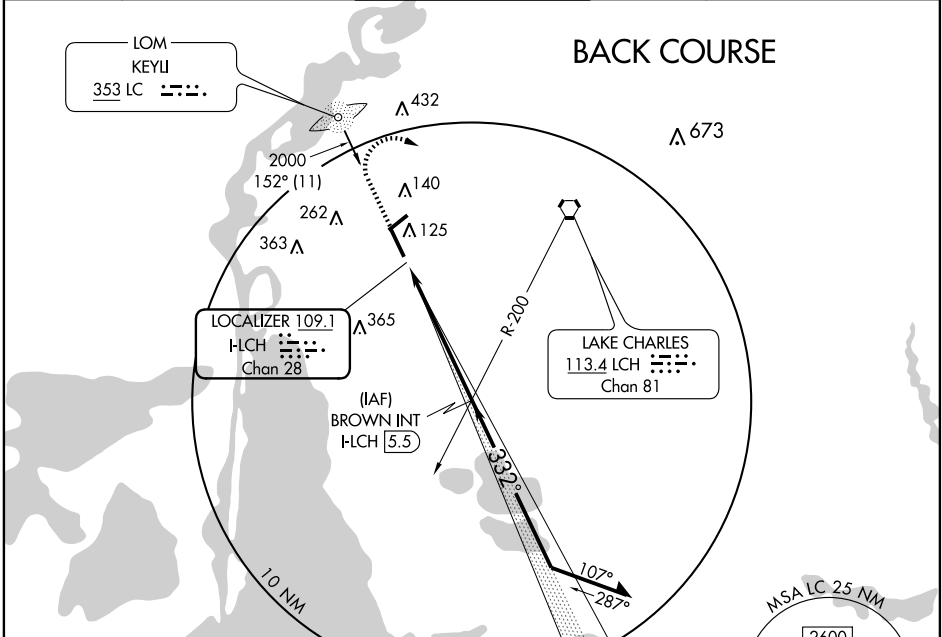 BACK COURSE
LOM
KEYLI
353 LC
432
673
2000
152° (11)
140
262
125
363
R-200
LOCALIZER 109.1
I-LCH
Chan 28
365
LAKE CHARLES
113.4 LCH
Chan 81
(IAF)
BROWN INT
I-LCH 5.5
332°
107°
287°
10 NM
MSA LC 25 NM
2600